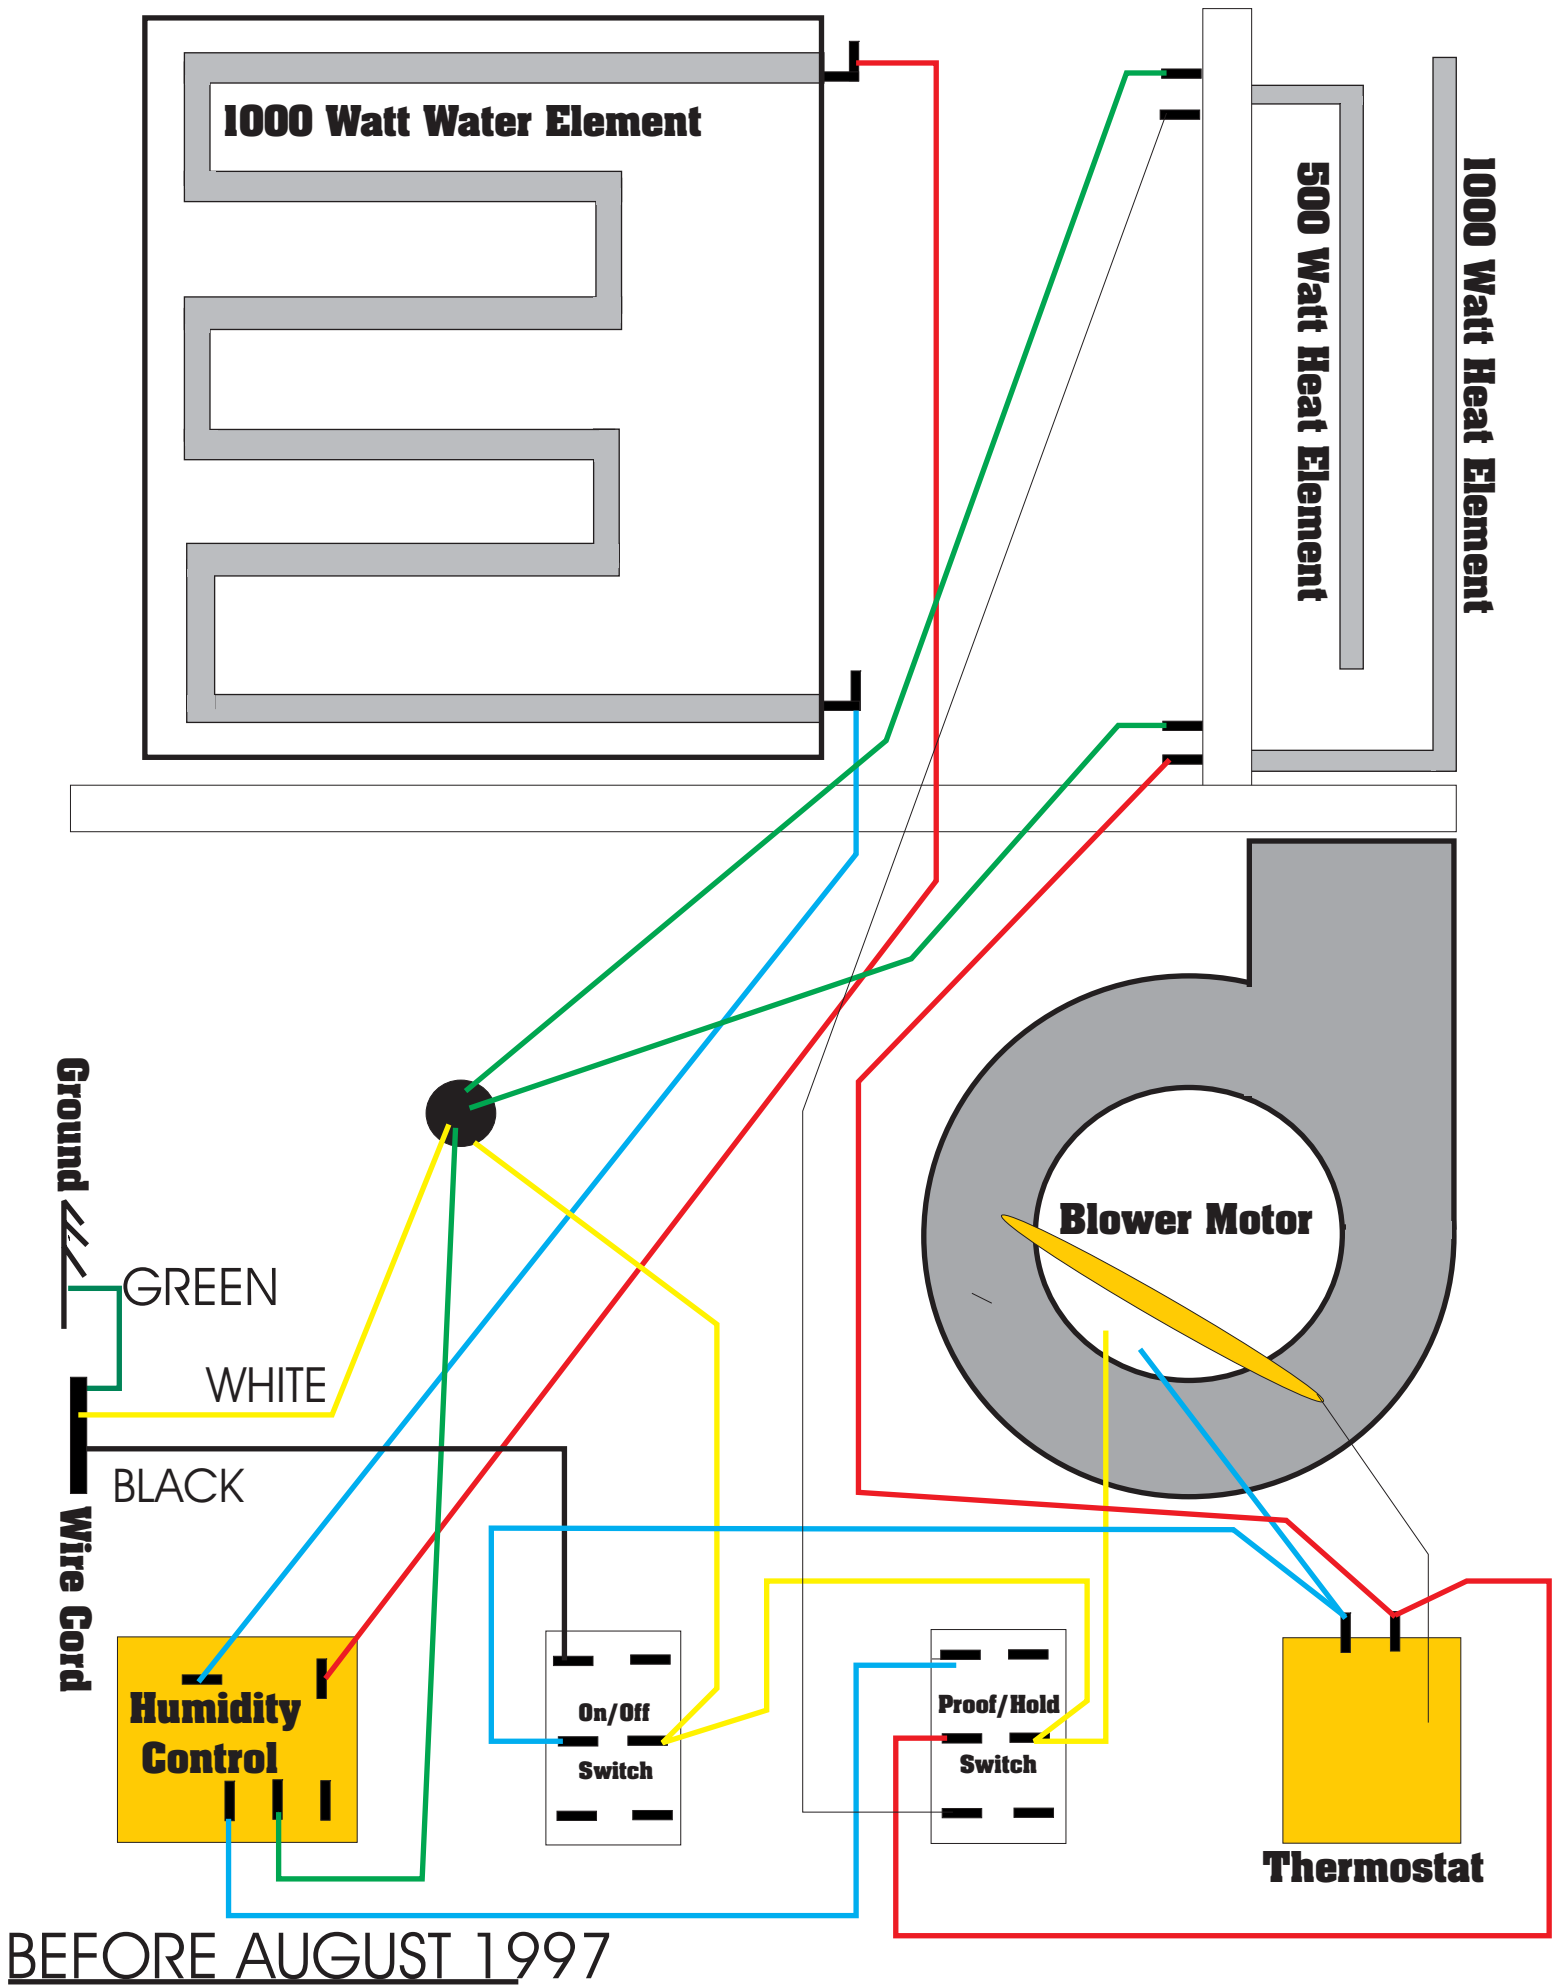 1000 Watt Water Element
500 Watt Heat Element
1000 Watt Heat Element
Ground
GREEN
WHITE
BLACK
Wire Cord
Blower Motor
Humidity
Control
On/Off
Switch
Proof/Hold
Switch
Thermostat
BEFORE AUGUST 1997